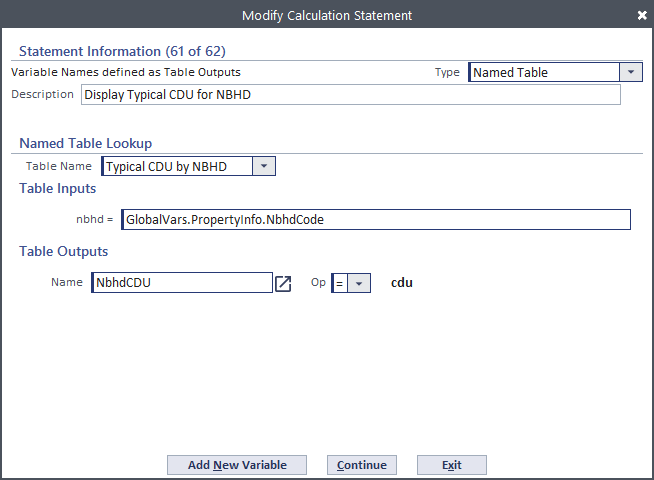 Modify Calculation Statement
Statement Information (61 of 62)
Variable Names defined as Table Outputs Type Named Table
Description Display Typical CDU for NBHD
Named Table Lookup
Table Name Typical CDU by NBHD
Table Inputs
nbhd = GlobalVars.PropertyInfo.NbhdCode
Table Outputs
Name NbhdCDU Op = cdu
Add New Variable Continue Exit